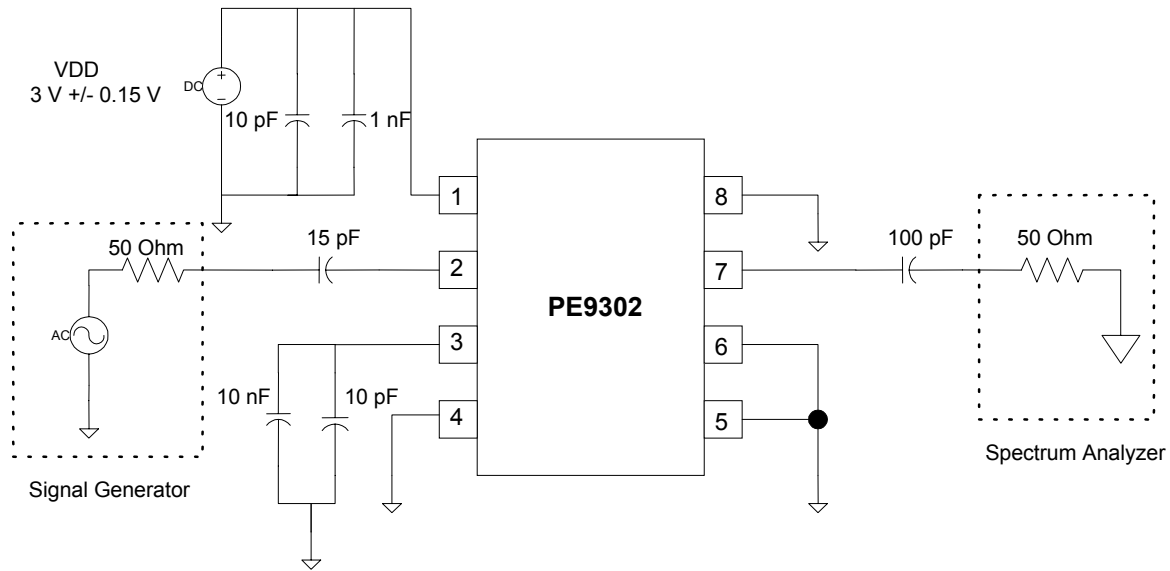 VDD
3 V +/- 0.15 V
DC
+
−
10 pF
1 nF
1
8
50 Ohm
15 pF
2
7
100 pF
50 Ohm
PE9302
AC
3
6
10 nF
10 pF
4
5
Signal Generator
Spectrum Analyzer